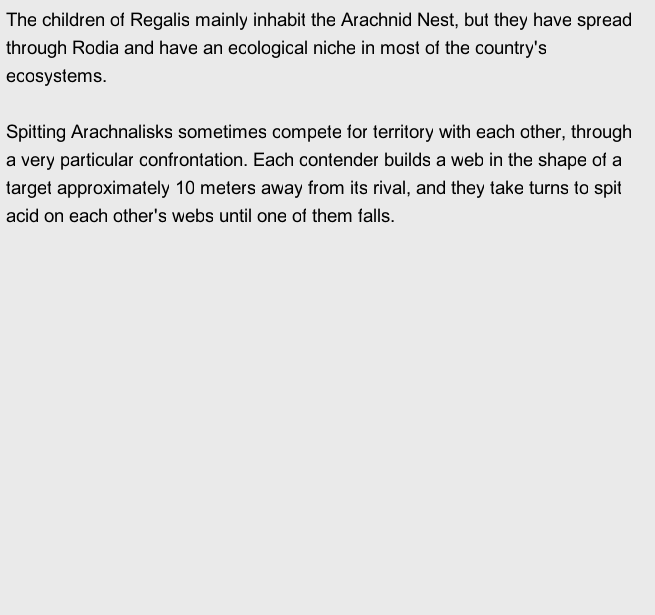 The children of Regalis mainly inhabit the Arachnid Nest, but they have spread
through Rodia and have an ecological niche in most of the country's
ecosystems.
Spitting Arachnalisks sometimes compete for territory with each other, through
a very particular confrontation. Each contender builds a web in the shape of a
target approximately 10 meters away from its rival, and they take turns to spit
acid on each other's webs until one of them falls.